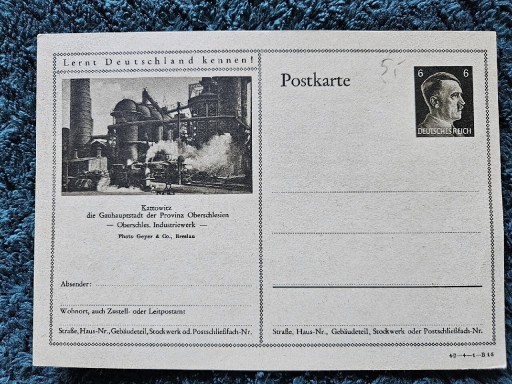 Lernt Deutschland kennen!
Kattowitz
die Gauhauptstadt der Provinz Oberschlesien
— Oberschles. Industriewerk —
Photo Geyer & Co., Breslau
Absender:
Wohnort, auch Zustell- oder Leitpostamt
Straße, Haus-Nr., Gebäudeteil, Stockwerk od. Postschließfach-Nr.
Postkarte
5,-
6 6
DEUTSCHES REICH
Straße, Haus-Nr., Gebäudeteil, Stockwerk oder Postschließfach-Nr.